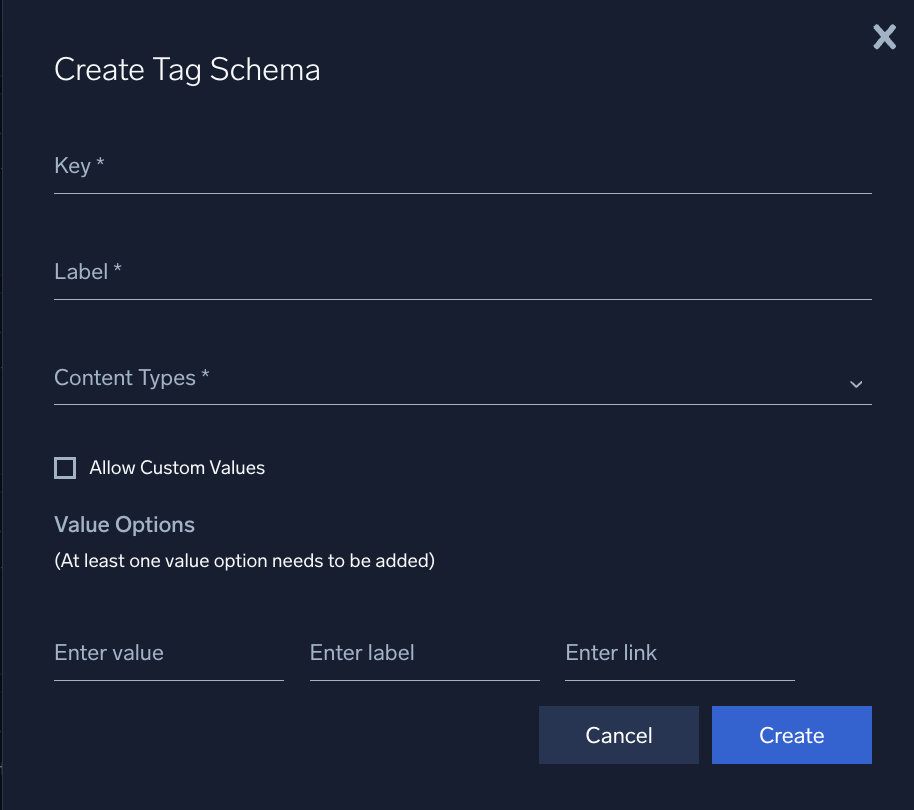 Create Tag Schema
Key *
Label *
Content Types *
Allow Custom Values
Value Options
(At least one value option needs to be added)
Enter value Enter label Enter link
Cancel Create